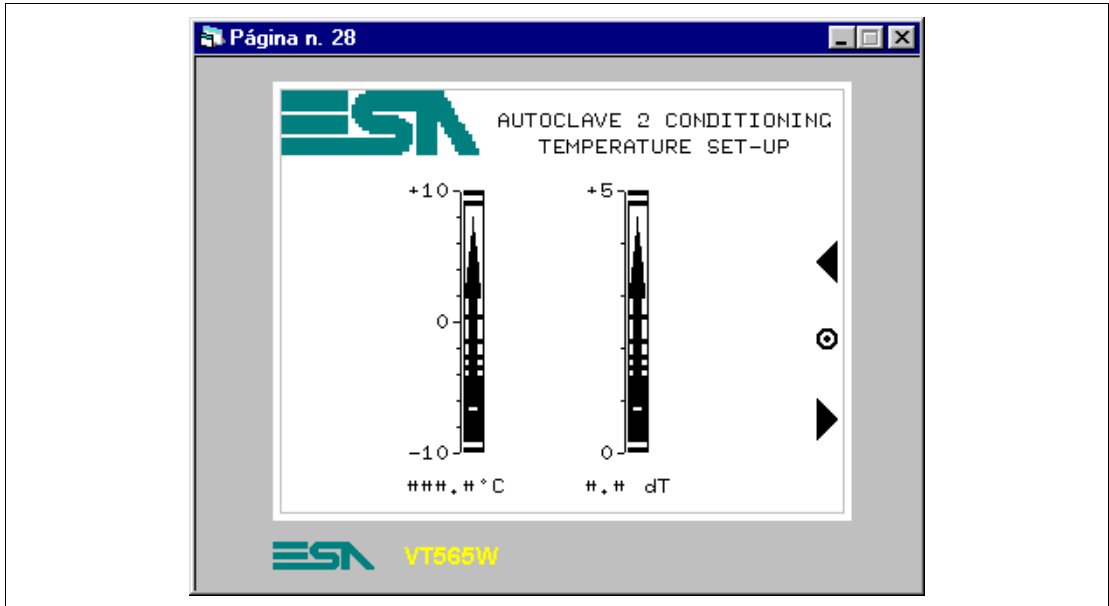 Página n. 28
ESA
AUTOCLAVE 2 CONDITIONING
TEMPERATURE SET-UP
+10
+5
0
-10
0
###.#°C
#.# dT
ESA
VT565W